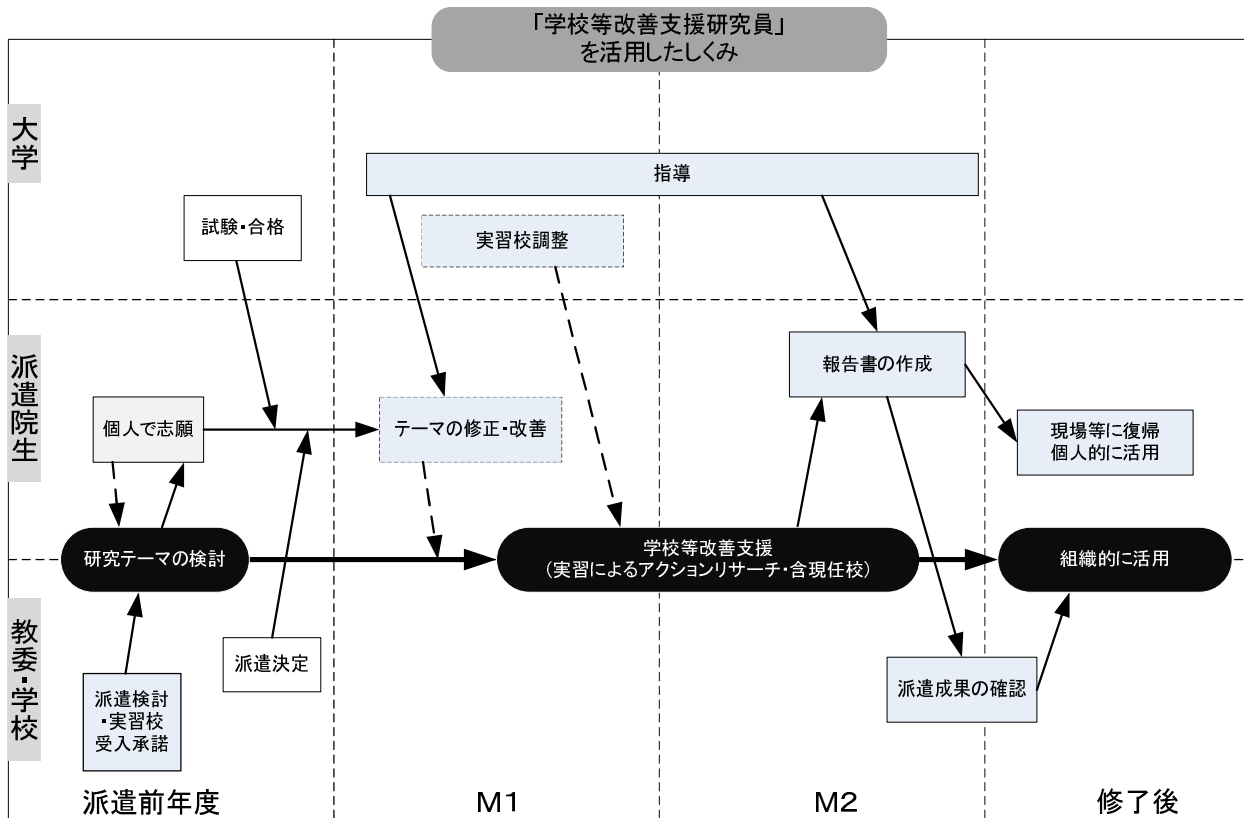 「学校等改善支援研究員」
を活用したしくみ
大学
指導
試験・合格
実習校調整
派遣院生
報告書の作成
個人で志願
テーマの修正・改善
現場等に復帰
個人的に活用
研究テーマの検討
学校等改善支援
(実習によるアクションリサーチ・含現任校)
組織的に活用
教委・学校
派遣決定
派遣成果の確認
派遣検討
・実習校
受入承諾
派遣前年度
M1
M2
修了後